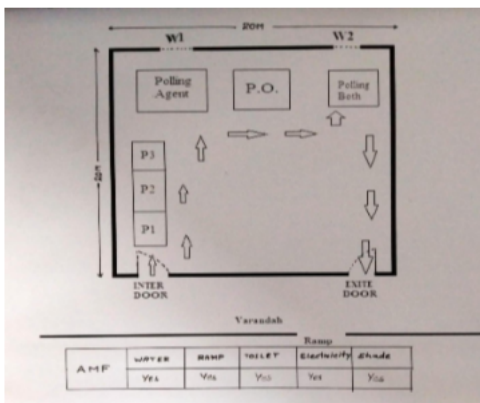 20M
W1
W2
Polling
Agent
P.O.
Polling
Both
P3
P2
P1
INTER
DOOR
EXITE
DOOR
Varandah
Ramp
AMF
WATER
RAMP
TOILET
Electricity
Shade
Yes
Yes
Yes
Yes
Yes